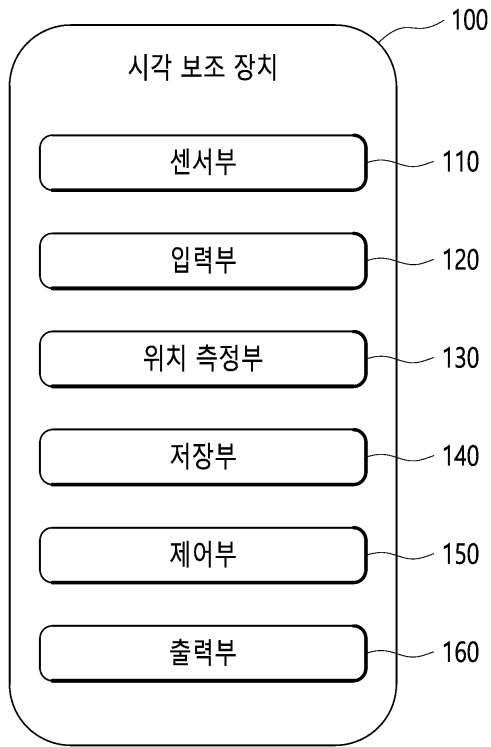 100
시각 보조 장치
센서부 110
입력부 120
위치 측정부 130
저장부 140
제어부 150
출력부 160